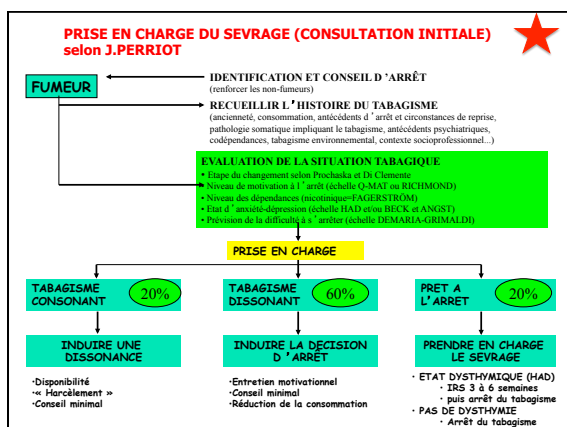 PRISE EN CHARGE DU SEVRAGE (CONSULTATION INITIALE)
selon J.PERRIOT
FUMEUR
IDENTIFICATION ET CONSEIL D ’ARRÊT
(renforcer les non-fumeurs)
RECUEILLIR L ’HISTOIRE DU TABAGISME
(ancienneté, consommation, antécédents d ’arrêt et circonstances de reprise,
pathologie somatique impliquant le tabagisme, antécédents psychiatriques,
codépendances, tabagisme environnemental, contexte socioprofessionnel...)
EVALUATION DE LA SITUATION TABAGIQUE
• Etape du changement selon Prochaska et Di Clemente
• Niveau de motivation à l ’arrêt (échelle Q-MAT ou RICHMOND)
• Niveau des dépendances (nicotinique=FAGERSTRÖM)
• Etat d ’anxiété-dépression (échelle HAD et/ou BECK et ANGST)
• Prévision de la difficulté à s ’arrêter (échelle DEMARIA-GRIMALDI)
PRISE EN CHARGE
TABAGISME
CONSONANT
20%
TABAGISME
DISSONANT
60%
PRET A
L’ARRET
20%
INDUIRE UNE
DISSONANCE
INDUIRE LA DECISION
D ’ARRÊT
PRENDRE EN CHARGE
LE SEVRAGE
•Disponibilité
•« Harcèlement »
•Conseil minimal
•Entretien motivationnel
•Conseil minimal
•Réduction de la consommation
• ETAT DYSTHYMIQUE (HAD)
• IRS 3 à 6 semaines
• puis arrêt du tabagisme
• PAS DE DYSTHYMIE
• Arrêt du tabagisme